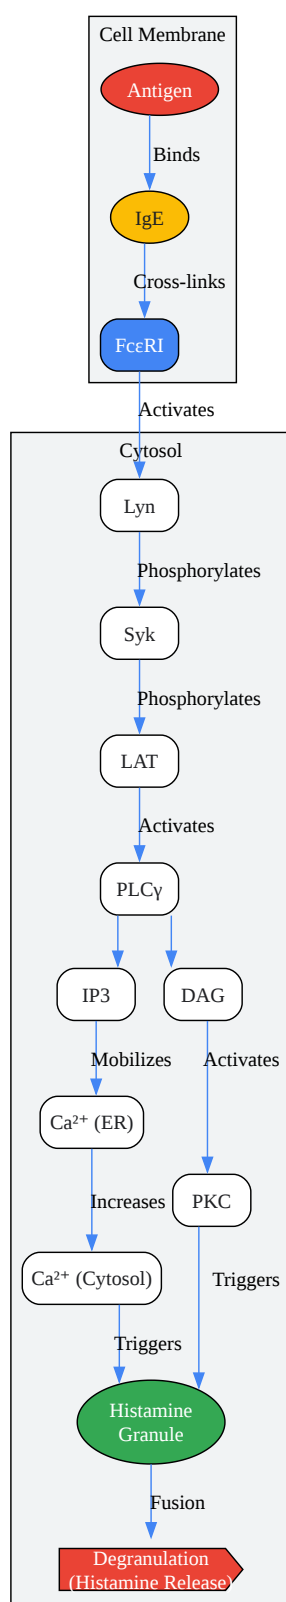 Cell Membrane
Antigen
Binds
IgE
Cross-links
FcεRI
Activates
Cytosol
Lyn
Phosphorylates
Syk
Phosphorylates
LAT
Activates
PLCγ
IP3
DAG
Mobilizes
Activates
Ca²⁺ (ER)
Increases
PKC
Ca²⁺ (Cytosol)
Triggers
Triggers
Histamine
Granule
Fusion
Degranulation
(Histamine Release)